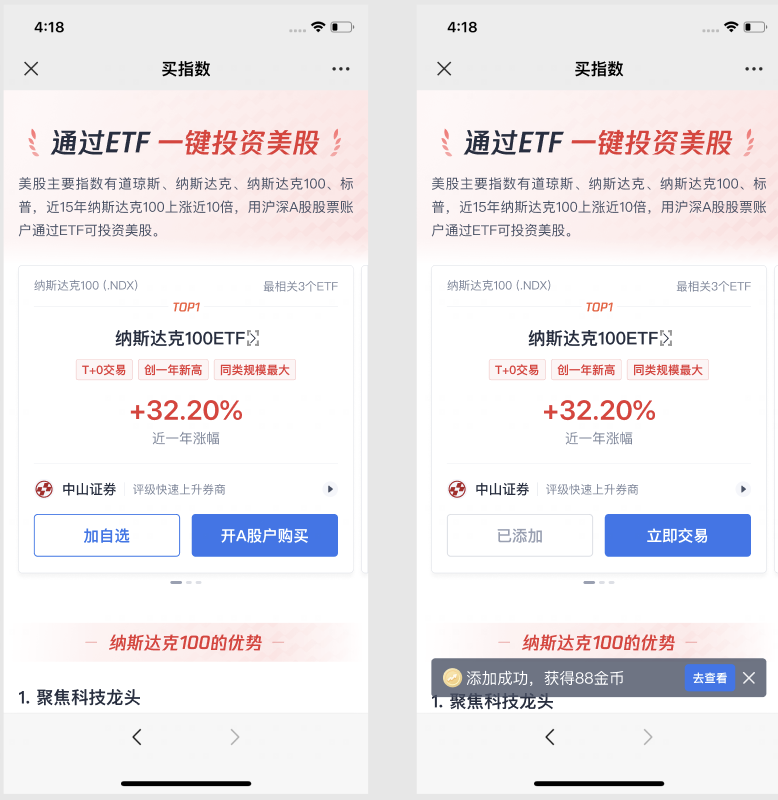 4:18
买指数
通过ETF 一键投资美股
美股主要指数有道琼斯、纳斯达克、纳斯达克100、标
普，近15年纳斯达克100上涨近10倍，用沪深A股股票账
户通过ETF可投资美股。
纳斯达克100 (.NDX)
最相关3个ETF
TOP1
纳斯达克100ETF
T+0交易
创一年新高
同类规模最大
+32.20%
近一年涨幅
中山证券
评级快速上升券商
加自选
开A股户购买
纳斯达克100的优势
1. 聚焦科技龙头
4:18
买指数
通过ETF 一键投资美股
美股主要指数有道琼斯、纳斯达克、纳斯达克100、标
普，近15年纳斯达克100上涨近10倍，用沪深A股股票账
户通过ETF可投资美股。
纳斯达克100 (.NDX)
最相关3个ETF
TOP1
纳斯达克100ETF
T+0交易
创一年新高
同类规模最大
+32.20%
近一年涨幅
中山证券
评级快速上升券商
已添加
立即交易
纳斯达克100的优势
添加成功，获得88金币
去查看
1. 聚焦科技龙头